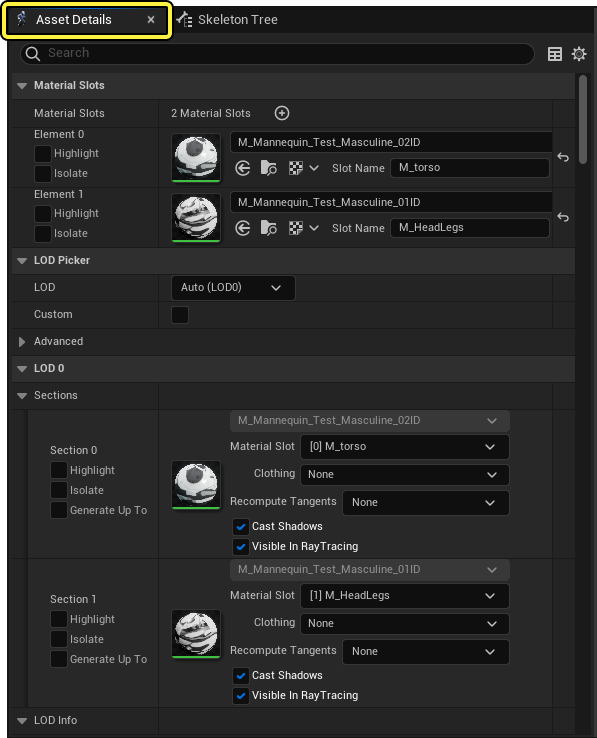 Asset Details
Skeleton Tree
Search
Material Slots
Material Slots 2 Material Slots
Element 0
Highlight
Isolate
M_Mannequin_Test_Masculine_02ID
Slot Name M_torso
Element 1
Highlight
Isolate
M_Mannequin_Test_Masculine_01ID
Slot Name M_HeadLegs
LOD Picker
LOD Auto (LOD0)
Custom
Advanced
LOD 0
Sections
Section 0
Highlight
Isolate
Generate Up To
M_Mannequin_Test_Masculine_02ID
Material Slot [0] M_torso
Clothing None
Recompute Tangents None
Cast Shadows
Visible In RayTracing
Section 1
Highlight
Isolate
Generate Up To
M_Mannequin_Test_Masculine_01ID
Material Slot [1] M_HeadLegs
Clothing None
Recompute Tangents None
Cast Shadows
Visible In RayTracing
LOD Info